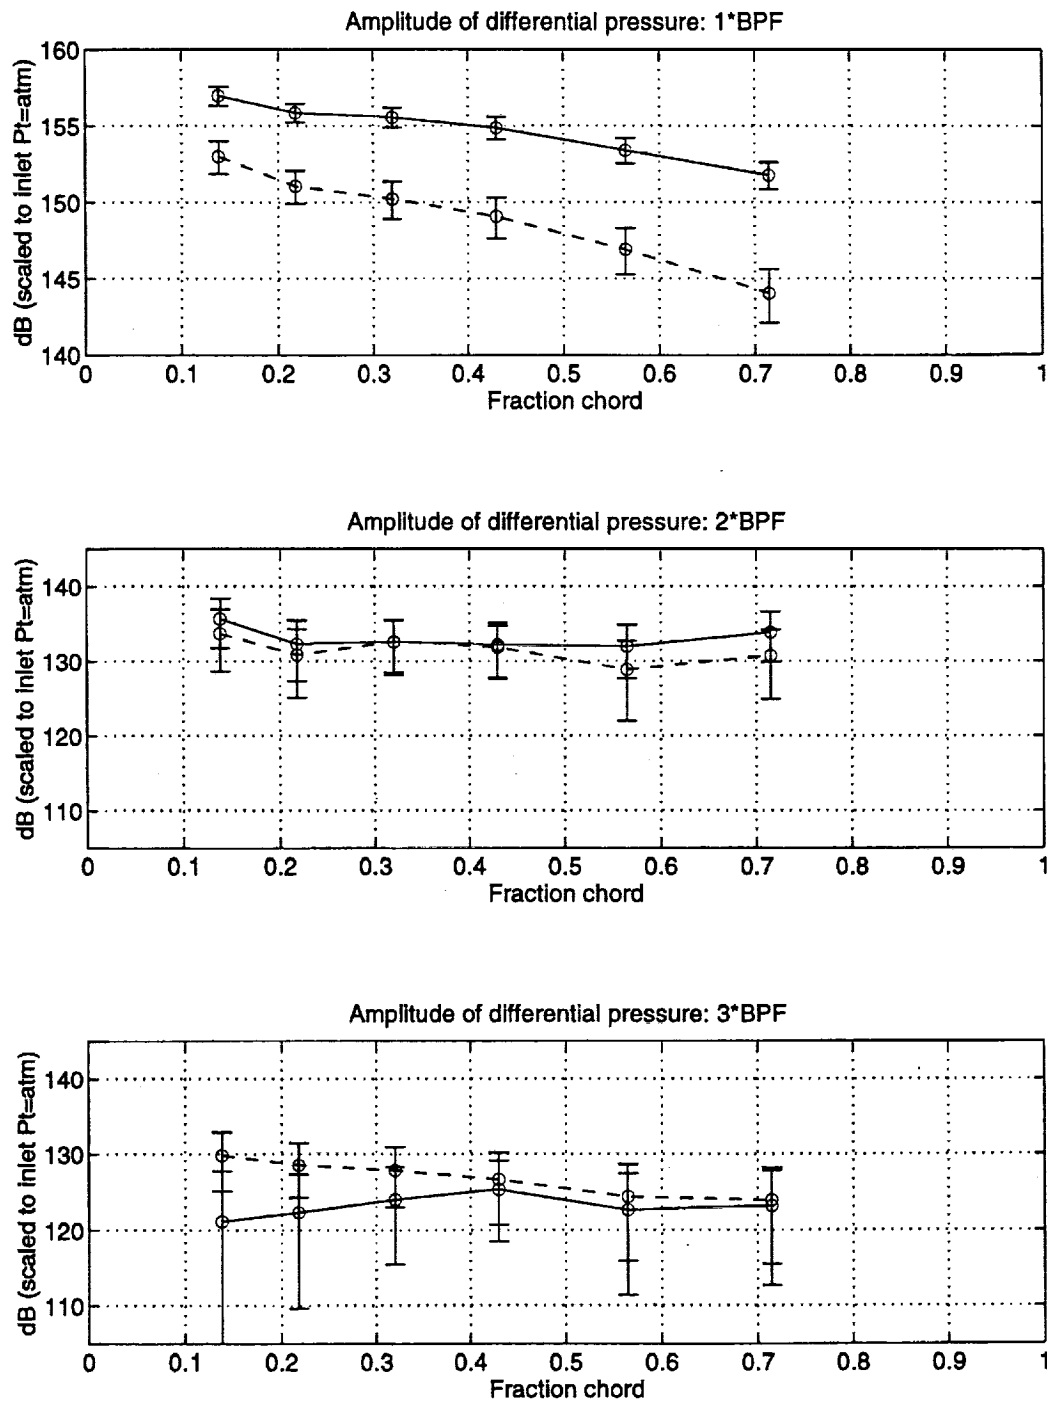 Amplitude of differential pressure: 1*BPF
dB (scaled to inlet Pt=atm)
160
155
150
145
140
0 0.1 0.2 0.3 0.4 0.5 0.6 0.7 0.8 0.9 1
Fraction chord
Amplitude of differential pressure: 2*BPF
dB (scaled to inlet Pt=atm)
140
130
120
110
0 0.1 0.2 0.3 0.4 0.5 0.6 0.7 0.8 0.9 1
Fraction chord
Amplitude of differential pressure: 3*BPF
dB (scaled to inlet Pt=atm)
140
130
120
110
0 0.1 0.2 0.3 0.4 0.5 0.6 0.7 0.8 0.9 1
Fraction chord